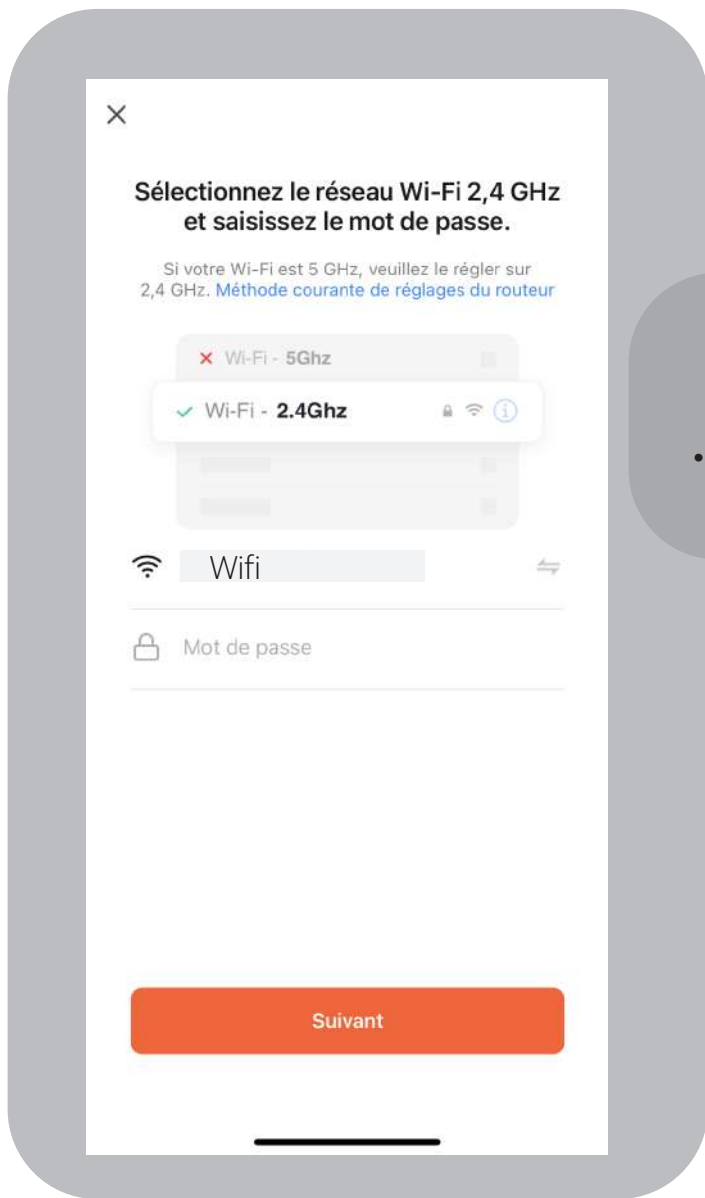 Sélectionnez le réseau Wi-Fi 2,4 GHz
et saisissez le mot de passe.
Si votre Wi-Fi est 5 GHz, veuillez le régler sur
2,4 GHz. Méthode courante de réglages du routeur
Wi-Fi - 5Ghz
Wi-Fi - 2.4Ghz
Wifi
Mot de passe
Suivant